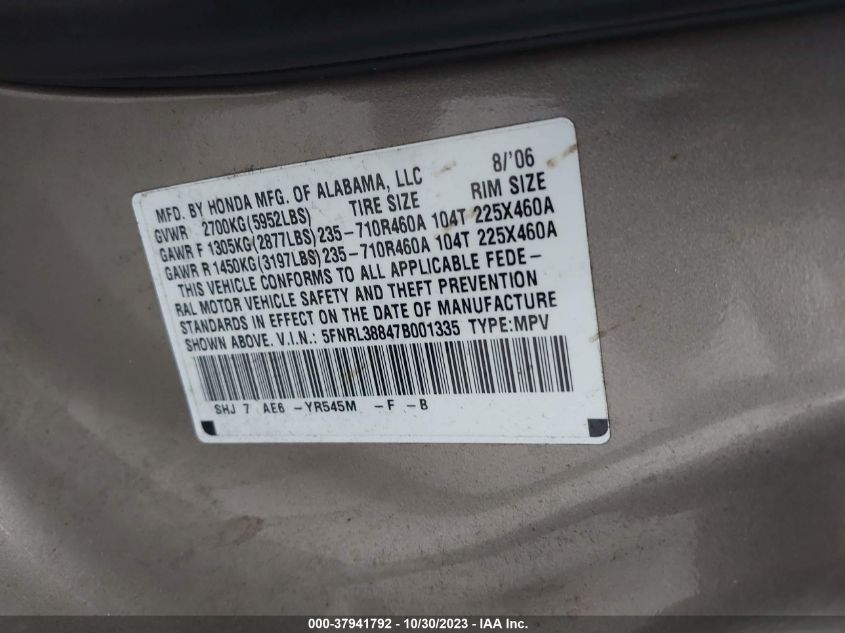 MFD. BY HONDA MFG. OF ALABAMA, LLC 8/'06
GVWR 2700KG(5952LBS) TIRE SIZE RIM SIZE
GAWR F 1305KG(2877LBS)235-710R460A 104T 225X460A
GAWR R 1450KG(3197LBS)235-710R460A 104T 225X460A
THIS VEHICLE CONFORMS TO ALL APPLICABLE FEDE-
RAL MOTOR VEHICLE SAFETY AND THEFT PREVENTION
STANDARDS IN EFFECT ON THE DATE OF MANUFACTURE
SHOWN ABOVE. V.I.N.: 5FNRL38847B001335 TYPE:MPV
SHJ 7 AE6 -YR545M -F -B
000-37941792 - 10/30/2023 - IAA Inc.